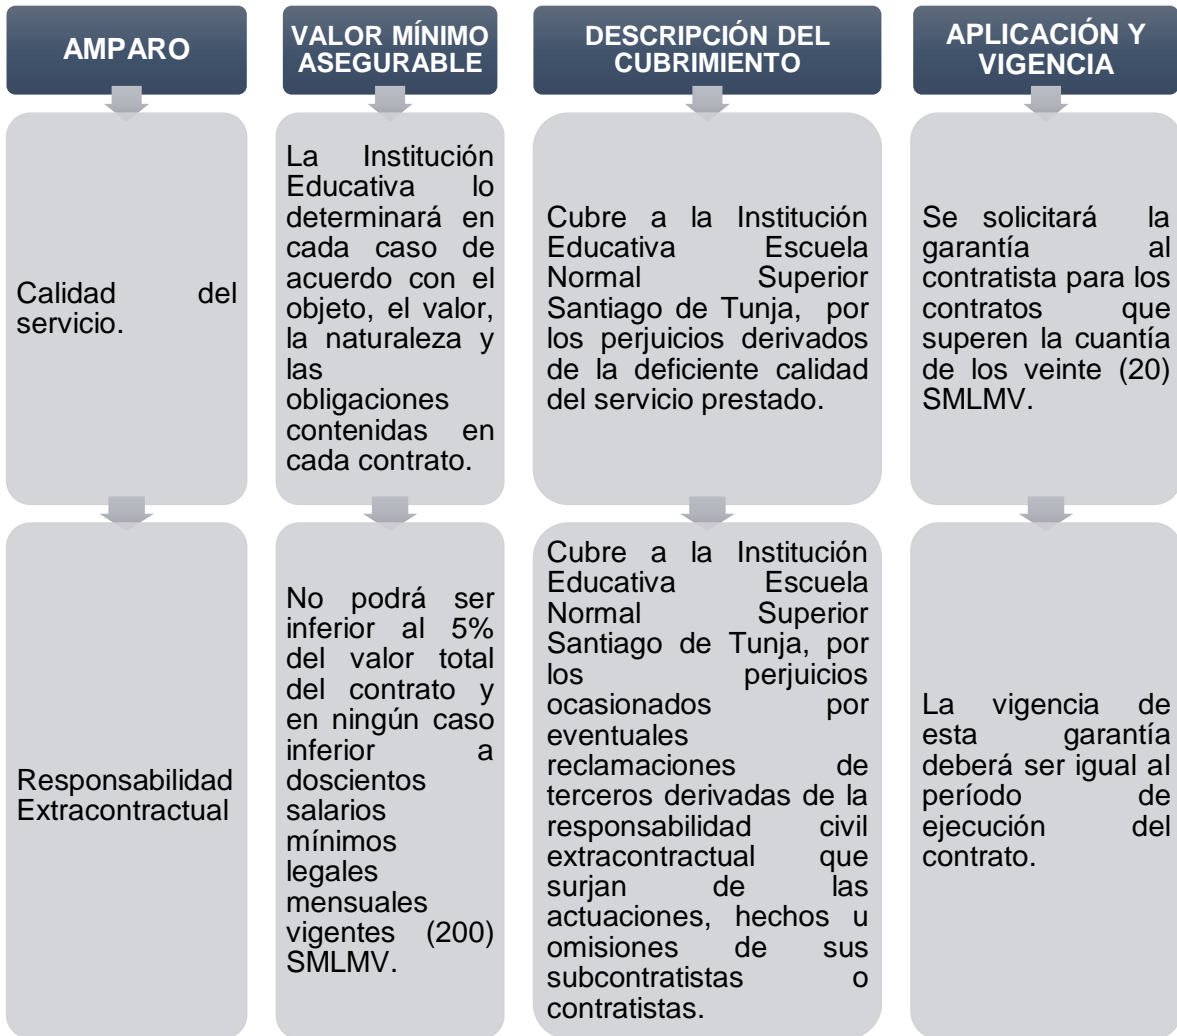 AMPARO
VALOR MÍNIMO
ASEGURABLE
DESCRIPCIÓN DEL
CUBRIMIENTO
APLICACIÓN Y
VIGENCIA
Calidad del
servicio.
La Institución
Educativa lo
determinará en
cada caso de
acuerdo con el
objeto, el valor,
la naturaleza y
las
obligaciones
contenidas en
cada contrato.
Cubre a la Institución
Educativa Escuela
Normal Superior
Santiago de Tunja, por
los perjuicios derivados
de la deficiente calidad
del servicio prestado.
Se solicitará la
garantía al
contratista para los
contratos que
superen la cuantía
de los veinte (20)
SMLMV.
Responsabilidad
Extracontractual
No podrá ser
inferior al 5%
del valor total
del contrato y
en ningún caso
inferior a
doscientos
salarios
mínimos
legales
mensuales
vigentes (200)
SMLMV.
Cubre a la Institución
Educativa Escuela
Normal Superior
Santiago de Tunja, por
los perjuicios
ocasionados por
eventuales
reclamaciones de
terceros derivadas de la
responsabilidad civil
extracontractual que
surjan de las
actuaciones, hechos u
omisiones de sus
subcontratistas o
contratistas.
La vigencia de
esta garantía
deberá ser igual al
período de
ejecución del
contrato.